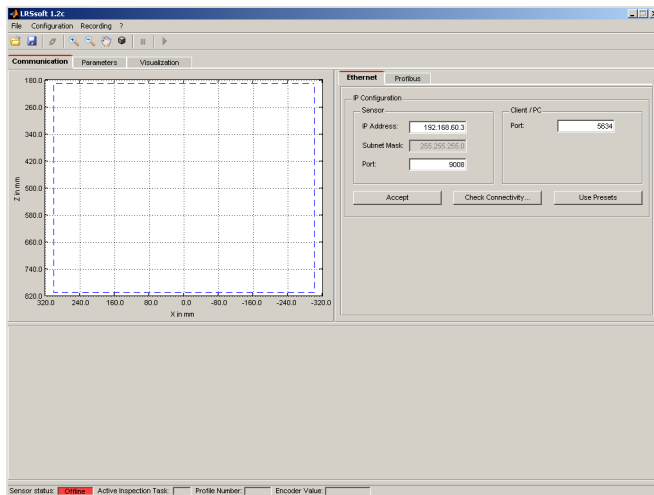 LRSsoft 1.2c
File Configuration Recording ?
Communication Parameters Visualization
180.0
260.0
340.0
420.0
500.0
580.0
660.0
740.0
820.0
Z in mm
320.0 240.0 160.0 80.0 0.0 -80.0 -160.0 -240.0 -320.0
X in mm
Ethernet Profibus
IP Configuration
Sensor
IP Address: 192.168.60.3
Subnet Mask: 255.255.255.0
Port: 9008
Client / PC
Port: 5634
Accept Check Connectivity... Use Presets
Sensor status: Offline Active Inspection Task: Profile Number: Encoder Value: